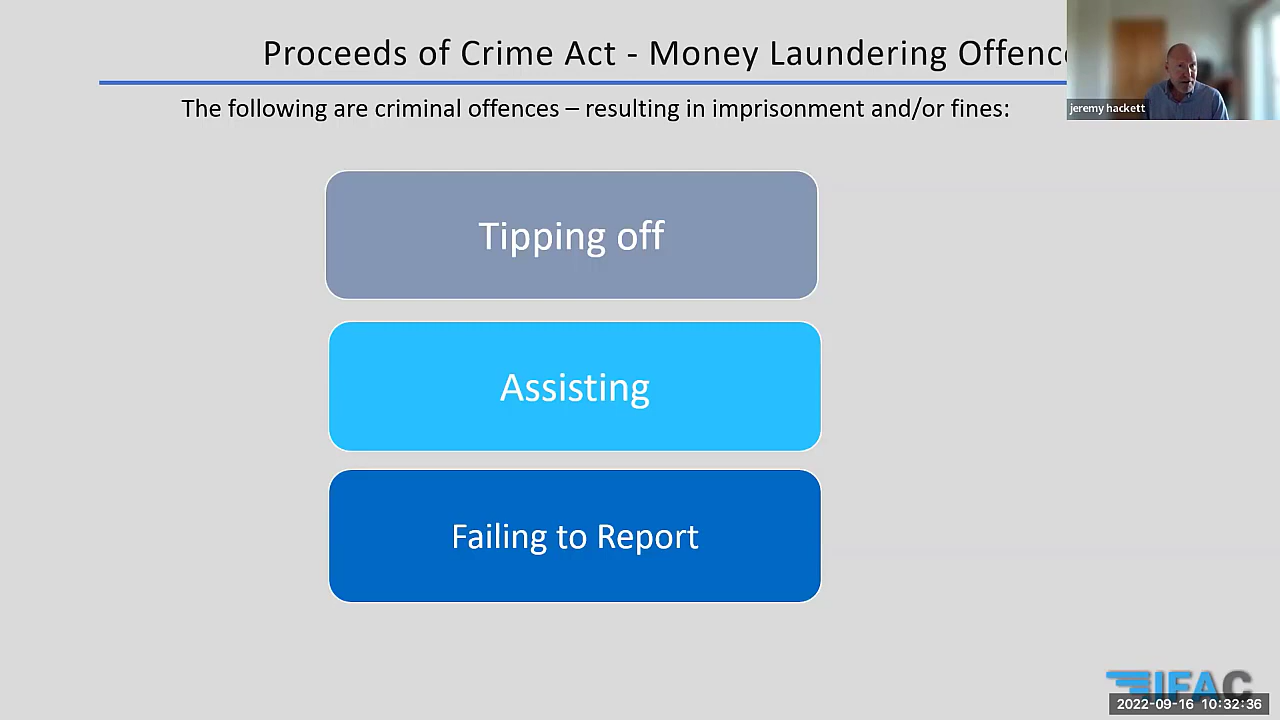 Proceeds of Crime Act - Money Laundering Offenc
The following are criminal offences – resulting in imprisonment and/or fines:
jeremy hackett
Tipping off
Assisting
Failing to Report
IFAC
2022-09-16 10:32:36